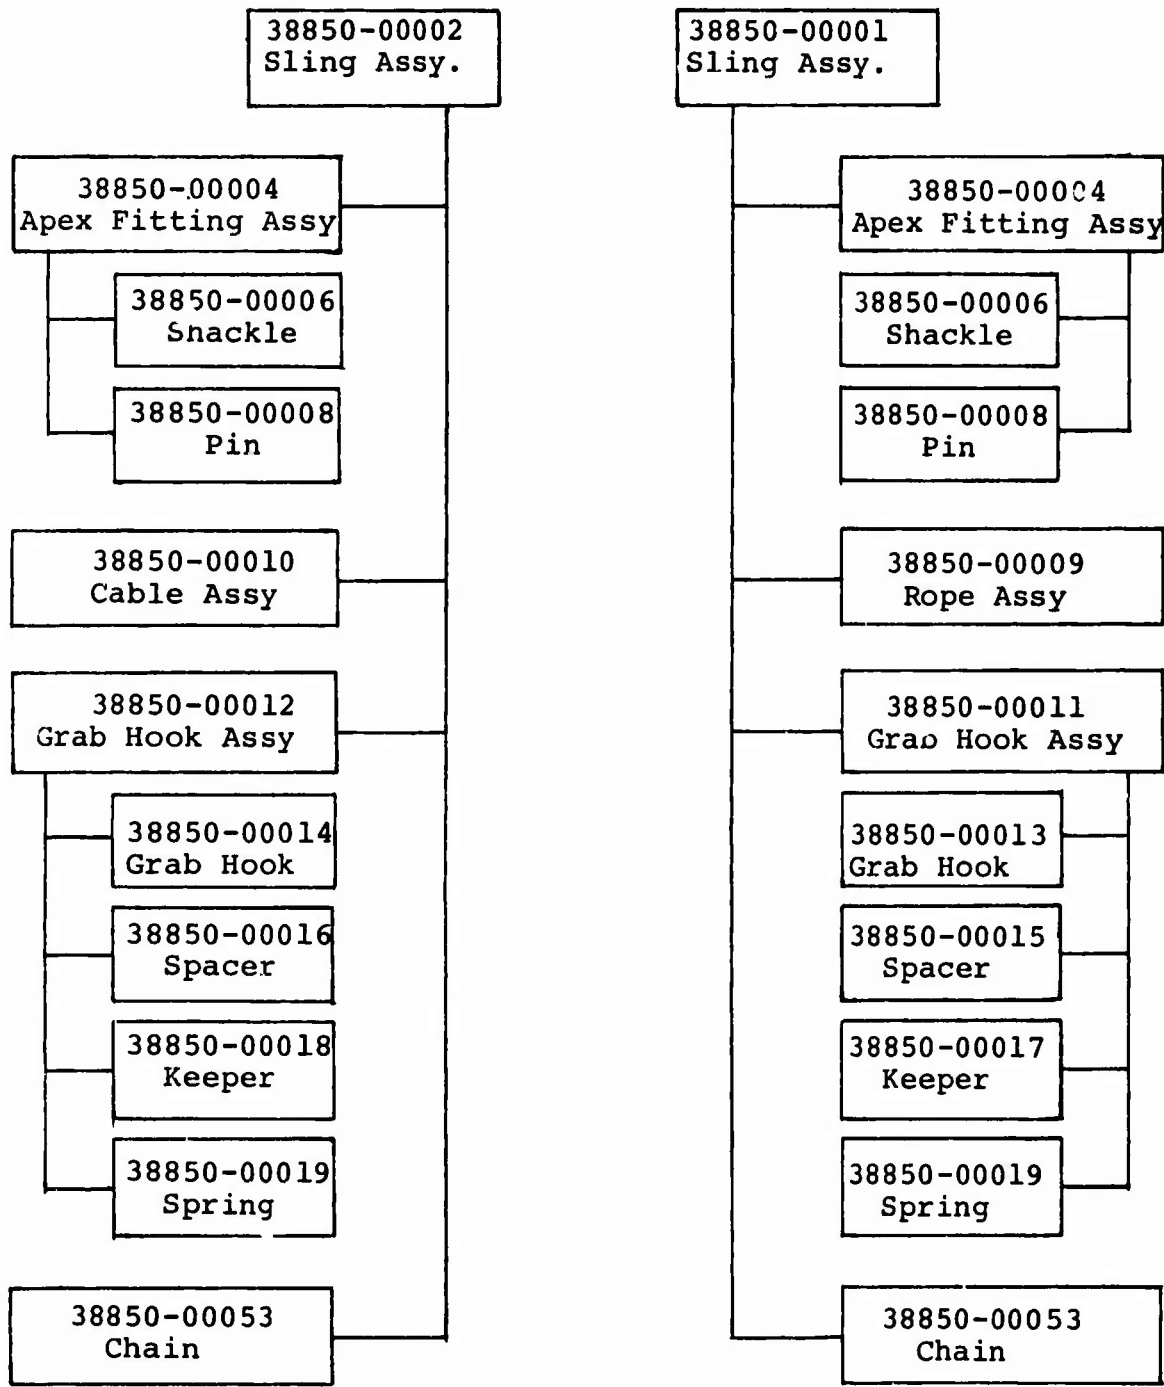 38850-00002
Sling Assy.
38850-00004
Apex Fitting Assy
38850-00006
Shackle
38850-00008
Pin
38850-00010
Cable Assy
38850-00012
Grab Hook Assy
38850-00014
Grab Hook
38850-00016
Spacer
38850-00018
Keeper
38850-00019
Spring
38850-00053
Chain
38850-00001
Sling Assy.
38850-00004
Apex Fitting Assy
38850-00006
Shackle
38850-00008
Pin
38850-00009
Rope Assy
38850-00011
Grab Hook Assy
38850-00013
Grab Hook
38850-00015
Spacer
38850-00017
Keeper
38850-00019
Spring
38850-00053
Chain